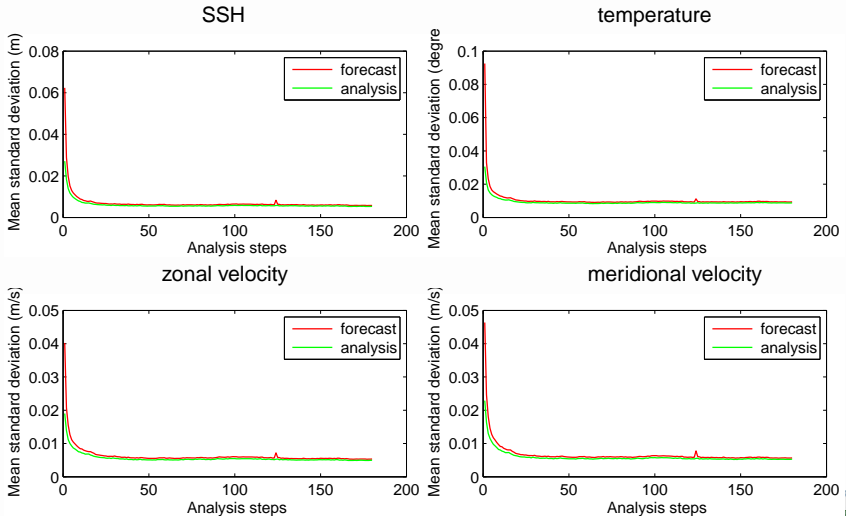 SSH
Mean standard deviation (m)
0.08
0.06
0.04
0.02
0
forecast
analysis
0 50 100 150 200
Analysis steps
temperature
Mean standard deviation (degre
0.1
0.08
0.06
0.04
0.02
0
forecast
analysis
0 50 100 150 200
Analysis steps
zonal velocity
Mean standard deviation (m/s)
0.05
0.04
0.03
0.02
0.01
0
forecast
analysis
0 50 100 150 200
Analysis steps
meridional velocity
Mean standard deviation (m/s)
0.05
0.04
0.03
0.02
0.01
0
forecast
analysis
0 50 100 150 200
Analysis steps